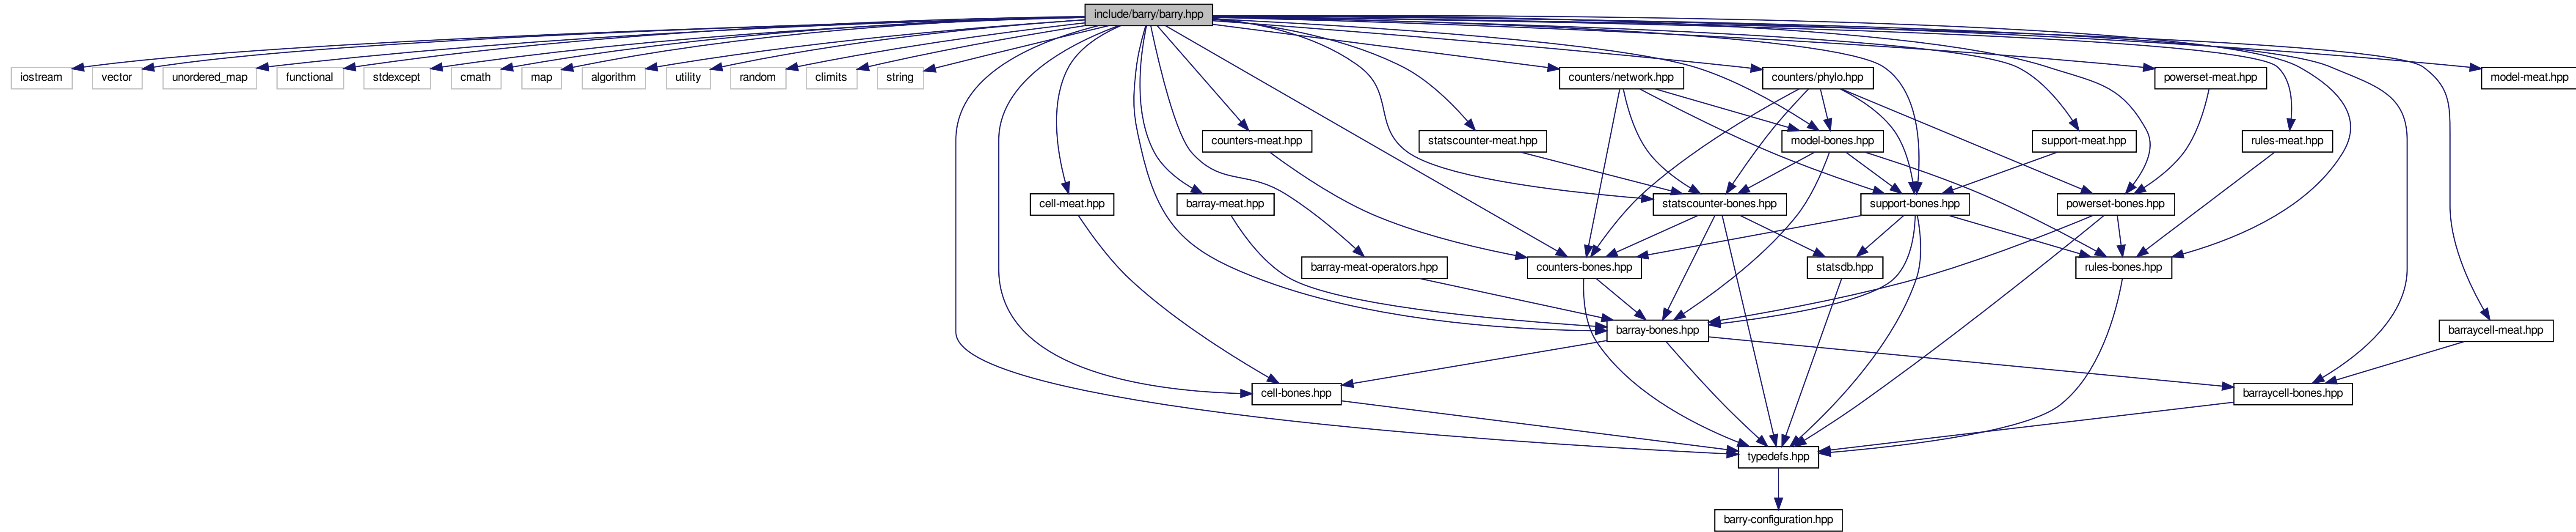 include/barry/barry.hpp
iostream
vector
unordered_map
functional
stdexcept
cmath
map
algorithm
utility
random
climits
string
counters/network.hpp
counters/phylo.hpp
powerset-meat.hpp
model-meat.hpp
counters-meat.hpp
statscounter-meat.hpp
model-bones.hpp
support-meat.hpp
rules-meat.hpp
cell-meat.hpp
barray-meat.hpp
statscounter-bones.hpp
support-bones.hpp
powerset-bones.hpp
barray-meat-operators.hpp
counters-bones.hpp
statsdb.hpp
rules-bones.hpp
barray-bones.hpp
barraycell-meat.hpp
cell-bones.hpp
barraycell-bones.hpp
typedefs.hpp
barry-configuration.hpp